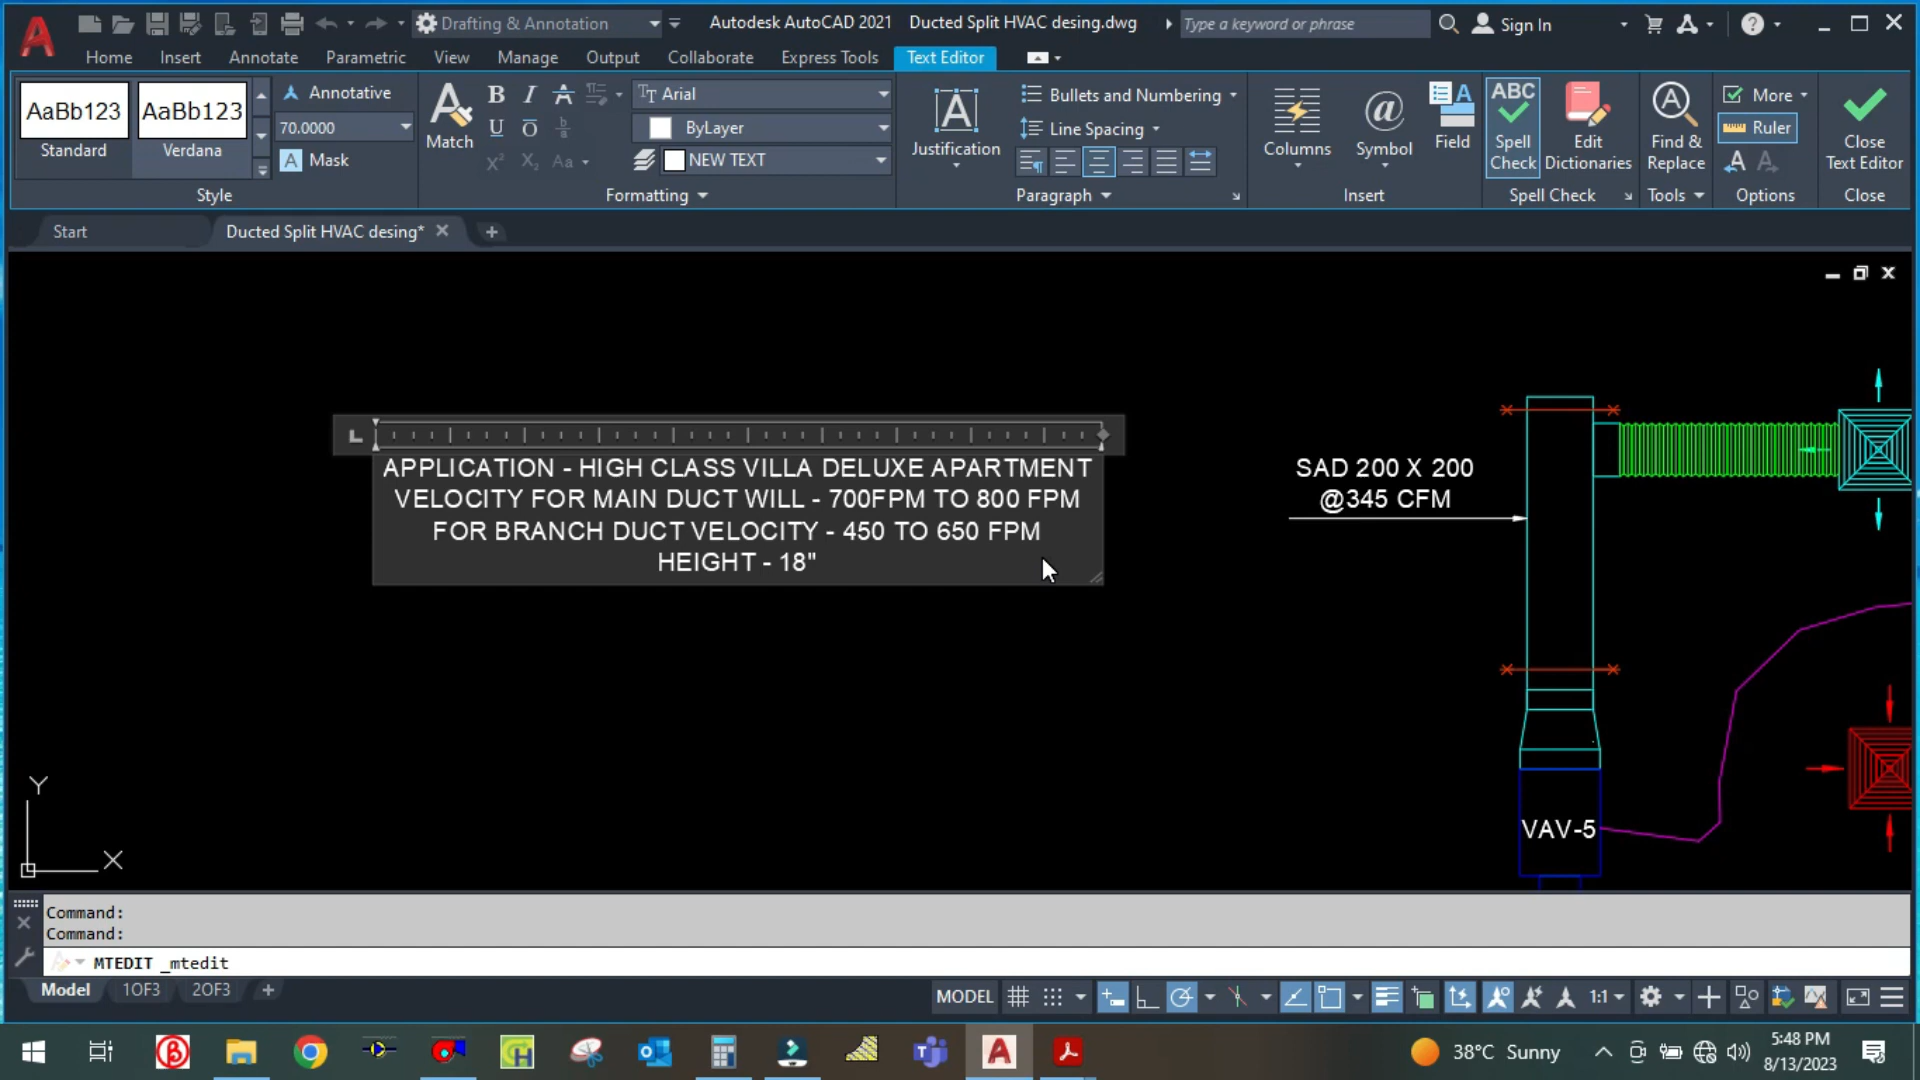 Drafting & Annotation
Autodesk AutoCAD 2021 Ducted Split HVAC desing.dwg
Type a keyword or phrase
Sign In
Home Insert Annotate Parametric View Manage Output Collaborate Express Tools Text Editor
AaBb123 AaBb123
Standard Verdana
Annotative
70.0000
Mask
Style
Match
Arial
ByLayer
NEW TEXT
Formatting
Justification
Bullets and Numbering
Line Spacing
Paragraph
Columns
Symbol
Field
Insert
ABC
Spell
Check
Edit
Dictionaries
Spell Check
Find &
Replace
Tools
More
Ruler
Options
Close
Text Editor
Close
Start
Ducted Split HVAC desing*
APPLICATION - HIGH CLASS VILLA DELUXE APARTMENT
VELOCITY FOR MAIN DUCT WILL - 700FPM TO 800 FPM
FOR BRANCH DUCT VELOCITY - 450 TO 650 FPM
HEIGHT - 18"
SAD 200 X 200
@345 CFM
VAV-5
Y
X
Command:
Command:
MTEDIT _mtedit
Model 1OF3 2OF3
MODEL
1:1
38°C Sunny
5:48 PM
8/13/2023